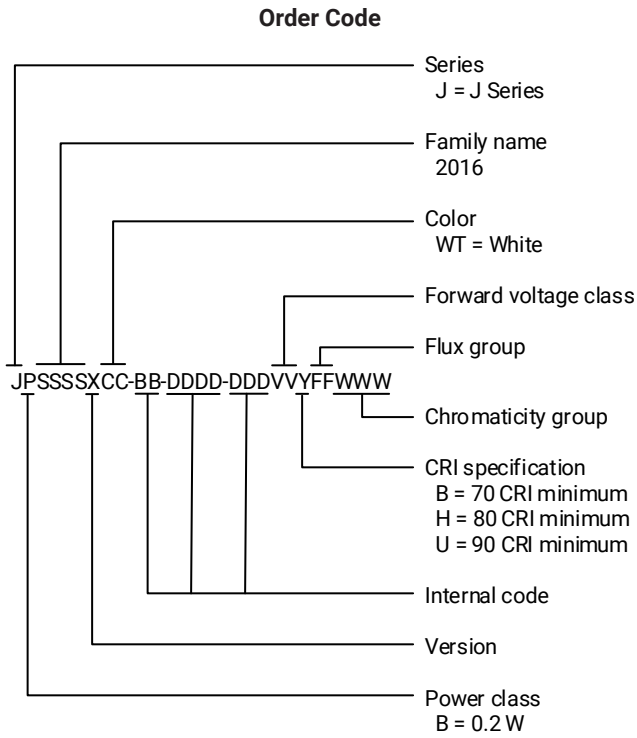 Order Code
Series
J = J Series
Family name
2016
Color
WT = White
Forward voltage class
Flux group
JPSSSSXCC-BB-DDDD-DDDVVYFFWWW
Chromaticity group
CRI specification
B = 70 CRI minimum
H = 80 CRI minimum
U = 90 CRI minimum
Internal code
Version
Power class
B = 0.2 W